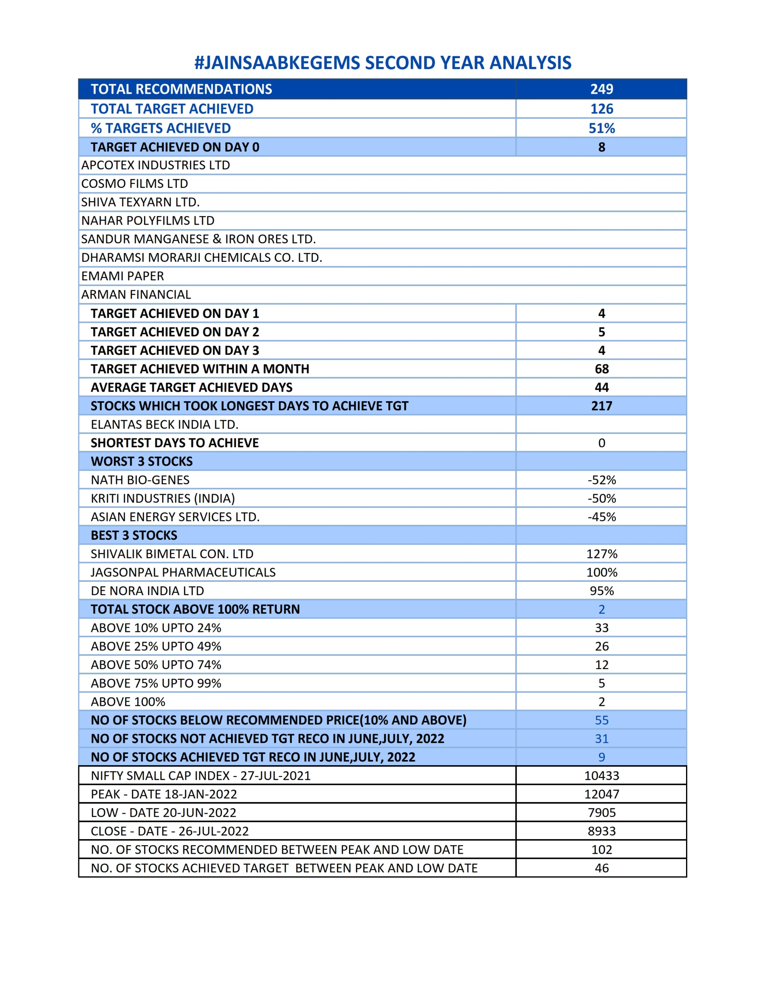 #JAINSAABKEGEMS SECOND YEAR ANALYSIS
TOTAL RECOMMENDATIONS 249
TOTAL TARGET ACHIEVED 126
% TARGETS ACHIEVED 51%
TARGET ACHIEVED ON DAY 0 8
APCOTEX INDUSTRIES LTD
COSMO FILMS LTD
SHIVA TEXYARN LTD.
NAHAR POLYFILMS LTD
SANDUR MANGANESE & IRON ORES LTD.
DHARAMSI MORARJI CHEMICALS CO. LTD.
EMAMI PAPER
ARMAN FINANCIAL
TARGET ACHIEVED ON DAY 1 4
TARGET ACHIEVED ON DAY 2 5
TARGET ACHIEVED ON DAY 3 4
TARGET ACHIEVED WITHIN A MONTH 68
AVERAGE TARGET ACHIEVED DAYS 44
STOCKS WHICH TOOK LONGEST DAYS TO ACHIEVE TGT 217
ELANTAS BECK INDIA LTD.
SHORTEST DAYS TO ACHIEVE 0
WORST 3 STOCKS
NATH BIO-GENES -52%
KRITI INDUSTRIES (INDIA) -50%
ASIAN ENERGY SERVICES LTD. -45%
BEST 3 STOCKS
SHIVALIK BIMETAL CON. LTD 127%
JAGSONPAL PHARMACEUTICALS 100%
DE NORA INDIA LTD 95%
TOTAL STOCK ABOVE 100% RETURN 2
ABOVE 10% UPTO 24% 33
ABOVE 25% UPTO 49% 26
ABOVE 50% UPTO 74% 12
ABOVE 75% UPTO 99% 5
ABOVE 100% 2
NO OF STOCKS BELOW RECOMMENDED PRICE(10% AND ABOVE) 55
NO OF STOCKS NOT ACHIEVED TGT RECO IN JUNE,JULY, 2022 31
NO OF STOCKS ACHIEVED TGT RECO IN JUNE,JULY, 2022 9
NIFTY SMALL CAP INDEX - 27-JUL-2021 10433
PEAK - DATE 18-JAN-2022 12047
LOW - DATE 20-JUN-2022 7905
CLOSE - DATE - 26-JUL-2022 8933
NO. OF STOCKS RECOMMENDED BETWEEN PEAK AND LOW DATE 102
NO. OF STOCKS ACHIEVED TARGET  BETWEEN PEAK AND LOW DATE 46